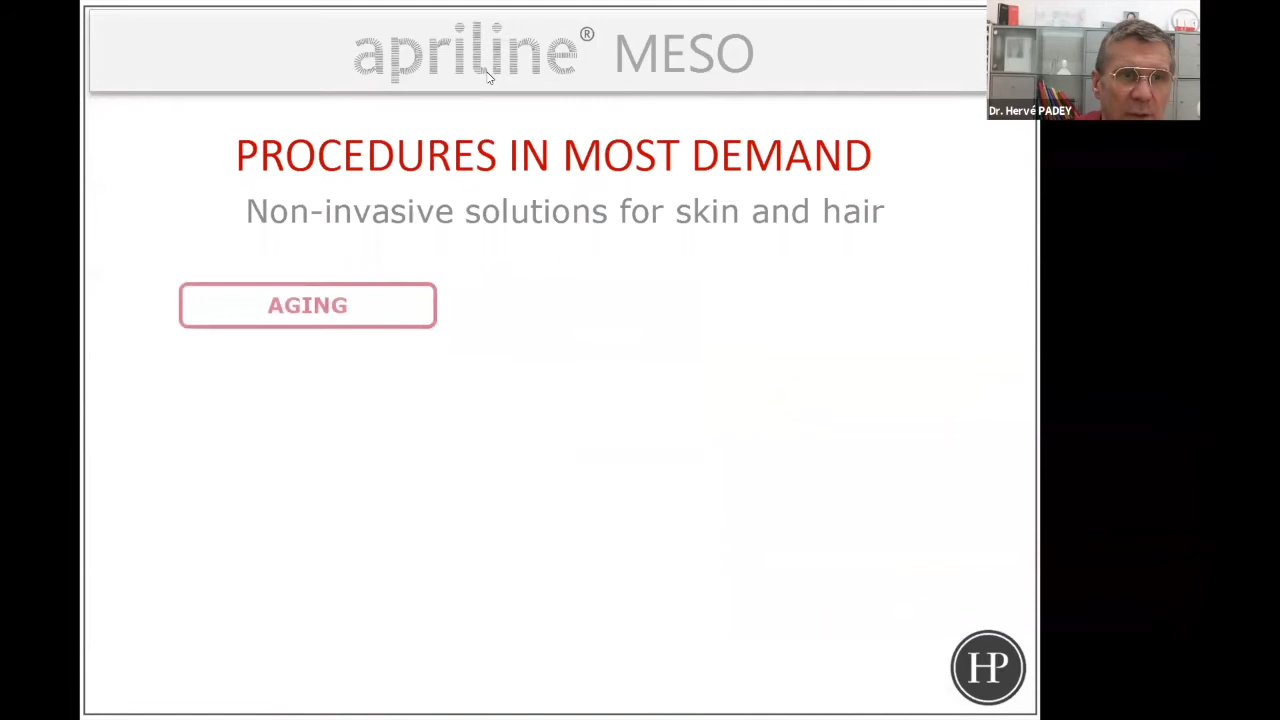 apriline® MESO
Dr. Hervé PADEY
PROCEDURES IN MOST DEMAND
Non-invasive solutions for skin and hair
AGING
HP